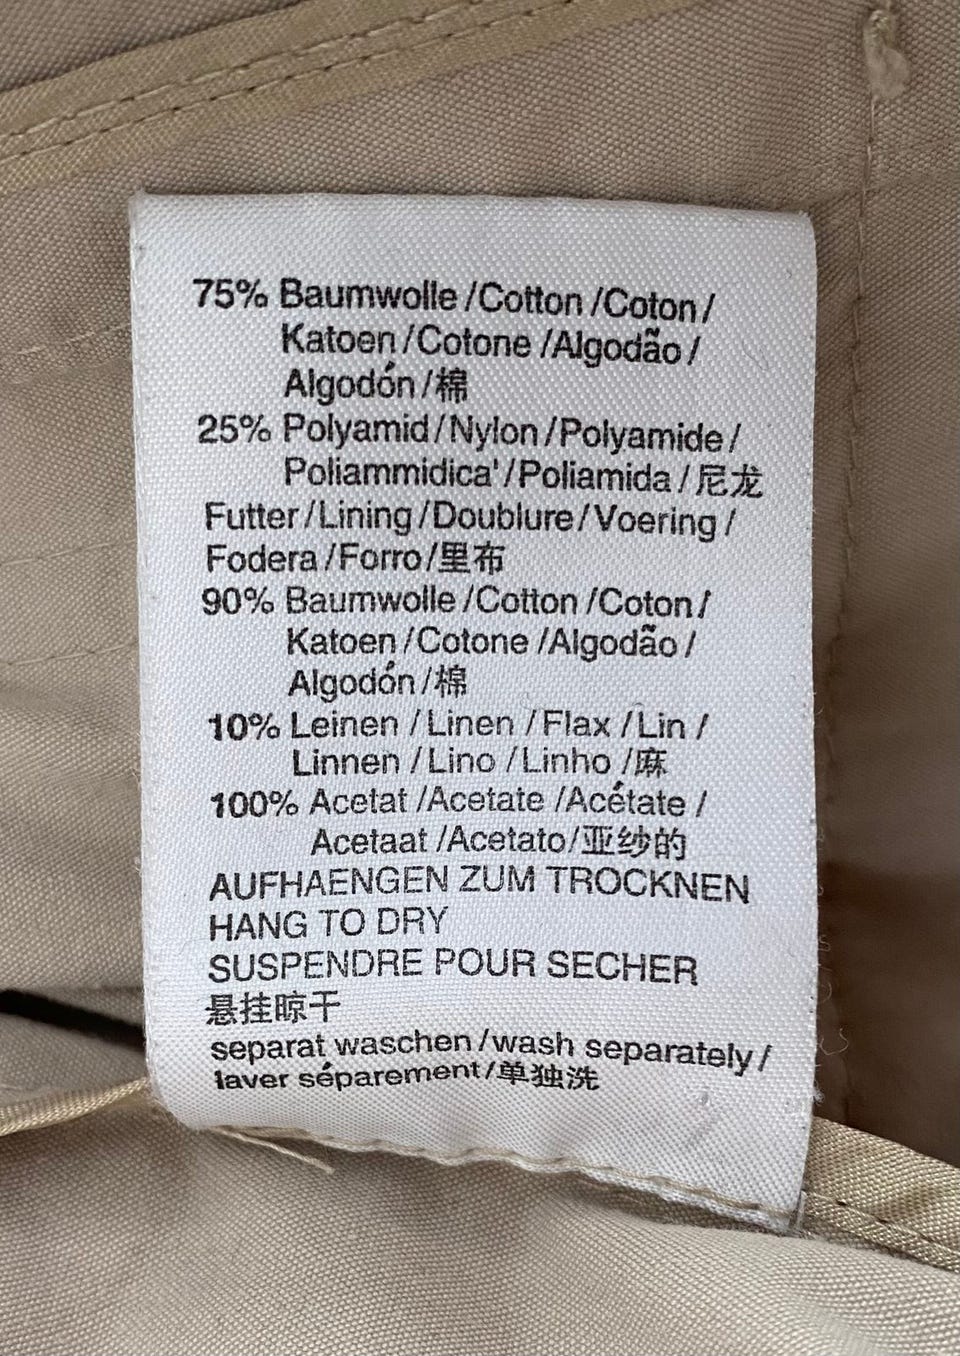 75% Baumwolle/Cotton/Coton/
Katoen/Cotone/Algodão/
Algodón/棉
25% Polyamid/Nylon/Polyamide/
Poliammidica'/Poliamida/尼龙
Futter/Lining/Doublure/Voering/
Fodera/Forro/里布
90% Baumwolle/Cotton/Coton/
Katoen/Cotone/Algodão/
Algodón/棉
10% Leinen/Linen/Flax/Lin/
Linnen/Lino/Linho/麻
100% Acetat/Acetate/Acétate/
Acetaat/Acetato/亚纱的
AUFHAENGEN ZUM TROCKNEN
HANG TO DRY
SUSPENDRE POUR SECHER
悬挂晾干
separat waschen/wash separately/
laver séparement/单独洗